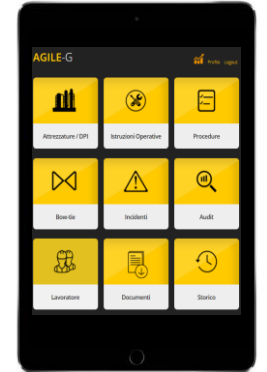 AGILE-G
Profilo Logout
Attrezzature / DPI Istruzioni Operative Procedure
Bow-tie Incidenti Audit
Lavoratore Documenti Storico